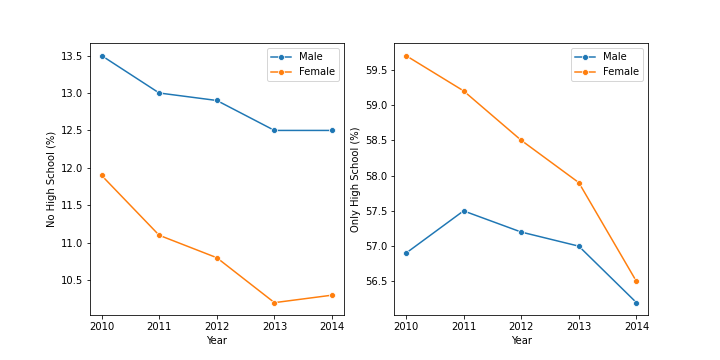 No High School (%)
13.5
13.0
12.5
12.0
11.5
11.0
10.5
2010 2011 2012 2013 2014
Year
Male
Female
Only High School (%)
59.5
59.0
58.5
58.0
57.5
57.0
56.5
2010 2011 2012 2013 2014
Year
Male
Female